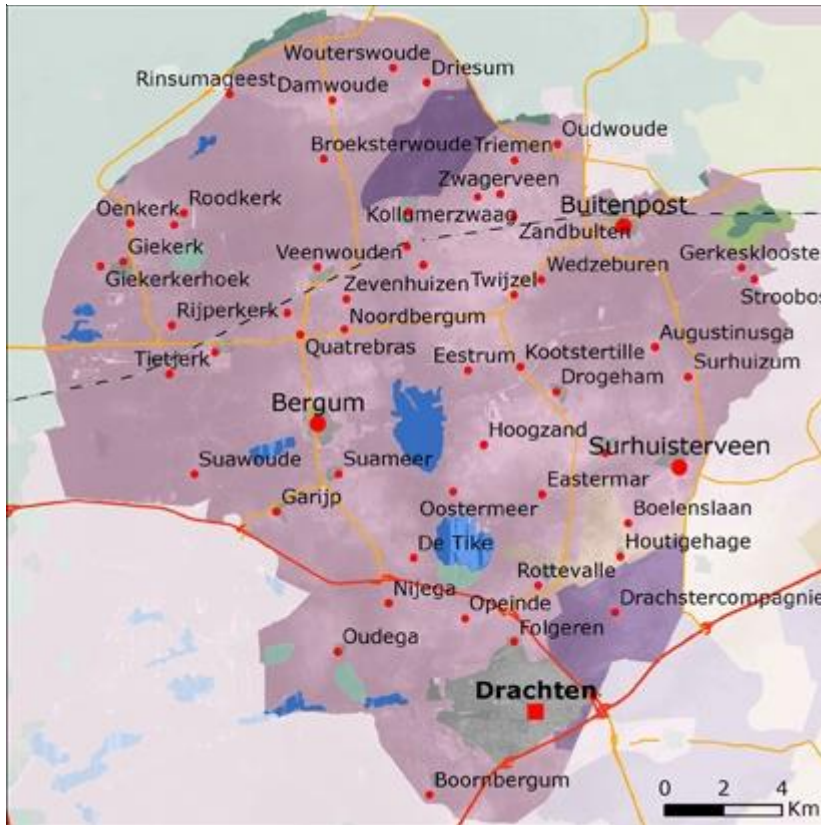 Wouterswoude
Driesum
Rinsumageest
Damwoude
Oudwoude
Broeksterwoude
Triemen
Zwagerveen
Roodkerk
Oenkerk
Kollumerzwaag
Buitenpost
Zandbulten
Giekerk
Veenwouden
Wedzeburen
Gerkesklooster
Giekerkerhoek
Zevenhuizen
Twijzel
Stroobos
Rijperkerk
Noordbergum
Augustinusga
Quatrebras
Tietjerk
Eestrum
Kootstertille
Surhuizum
Drogeham
Bergum
Hoogzand
Surhuisterveen
Suawoude
Suameer
Eastermar
Garijp
Oostermeer
Boelenslaan
De Tike
Houtigehage
Rottevalle
Nijega
Opeinde
Drachstercompagnie
Oudega
Folgeren
Drachten
Boornbergum
0 2 4
Km